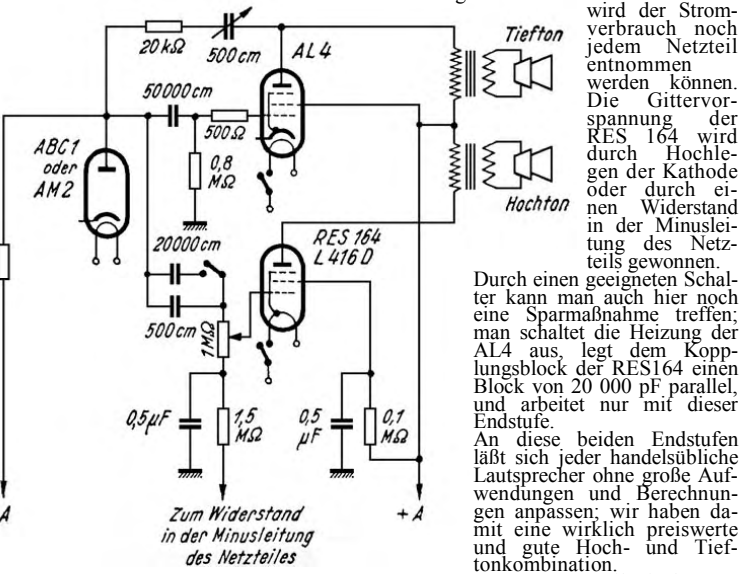 wird der Strom-
verbrauch noch
jedem Netzteil
entnommen
werden können.
Die Gittervor-
spannung der
RES 164 wird
durch Hochle-
gen der Kathode
oder durch ei-
nen Widerstand
in der Minuslei-
tung des Netz-
teils gewonnen.
Durch einen geeigneten Schal-
ter kann man auch hier noch
eine Sparmaßnahme treffen;
man schaltet die Heizung der
AL4 aus, legt dem Kopp-
lungsblock der RES164 einen
Block von 20 000 pF parallel,
und arbeitet nur mit dieser
Endstufe.
An diese beiden Endstufen
läßt sich jeder handelsübliche
Lautsprecher ohne große Auf-
wendungen und Berechnun-
gen anpassen; wir haben da-
mit eine wirklich preiswerte
und gute Hoch- und Tief-
tonkombination.
20 kΩ
500 cm
AL4
Tiefton
50000 cm
500 Ω
ABC1
oder
AM2
0,8
MΩ
Hochton
20000 cm
RES 164
L 416 D
500 cm
1MΩ
0,5 µF
1,5
MΩ
0,5
µF
0,1
MΩ
A
Zum Widerstand
in der Minusleitung
des Netzteiles
+ A